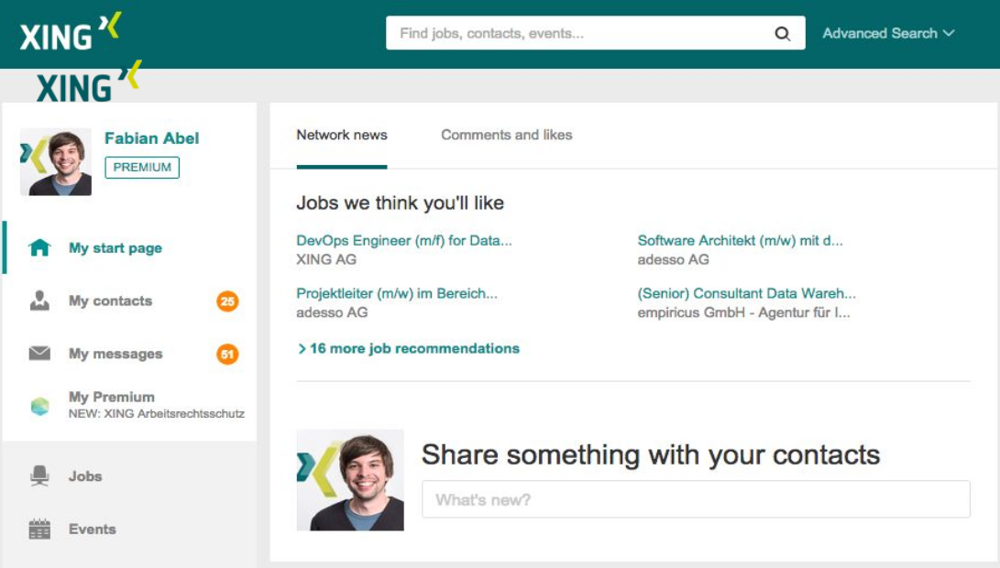 XING
Find jobs, contacts, events...
Advanced Search
XING
Fabian Abel
PREMIUM
My start page
My contacts
25
My messages
51
My Premium
NEW: XING Arbeitsrechtsschutz
Jobs
Events
Network news
Comments and likes
Jobs we think you'll like
DevOps Engineer (m/f) for Data...
XING AG
Software Architekt (m/w) mit d...
adesso AG
Projektleiter (m/w) im Bereich...
adesso AG
(Senior) Consultant Data Wareh...
empiricus GmbH - Agentur für I...
16 more job recommendations
Share something with your contacts
What's new?